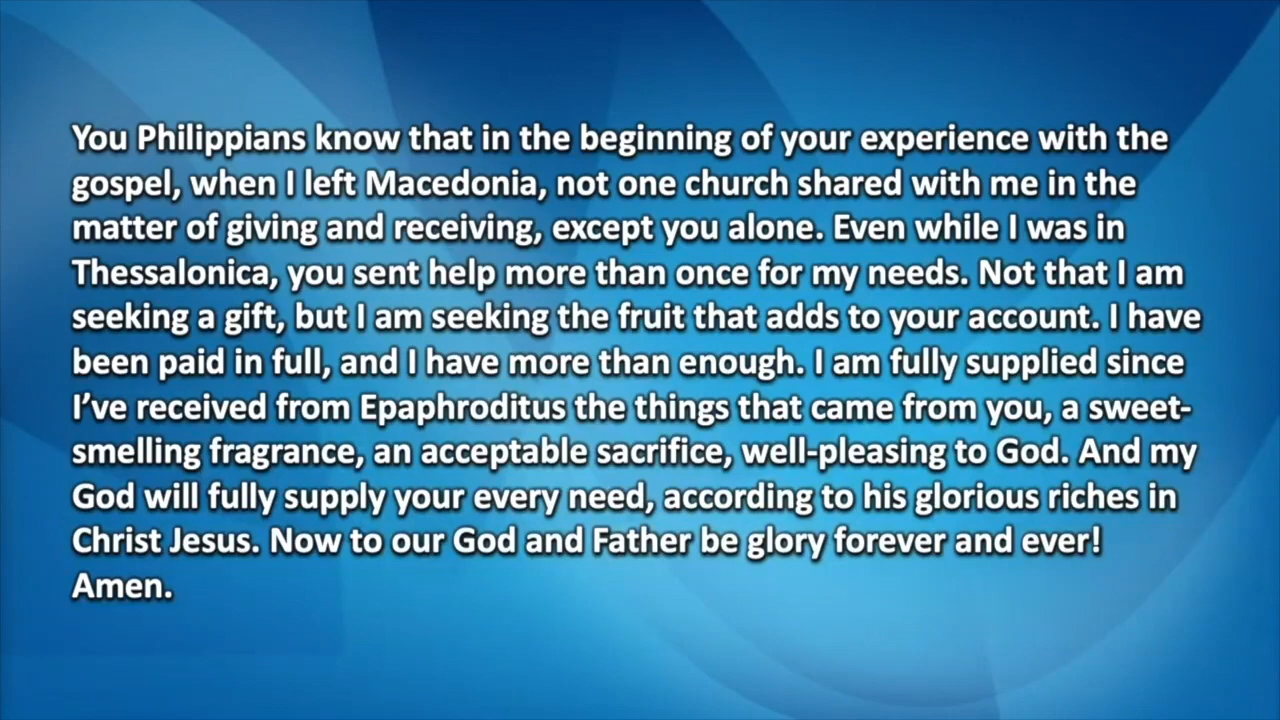 You Philippians know that in the beginning of your experience with the
gospel, when I left Macedonia, not one church shared with me in the
matter of giving and receiving, except you alone. Even while I was in
Thessalonica, you sent help more than once for my needs. Not that I am
seeking a gift, but I am seeking the fruit that adds to your account. I have
been paid in full, and I have more than enough. I am fully supplied since
I’ve received from Epaphroditus the things that came from you, a sweet-
smelling fragrance, an acceptable sacrifice, well-pleasing to God. And my
God will fully supply your every need, according to his glorious riches in
Christ Jesus. Now to our God and Father be glory forever and ever!
Amen.